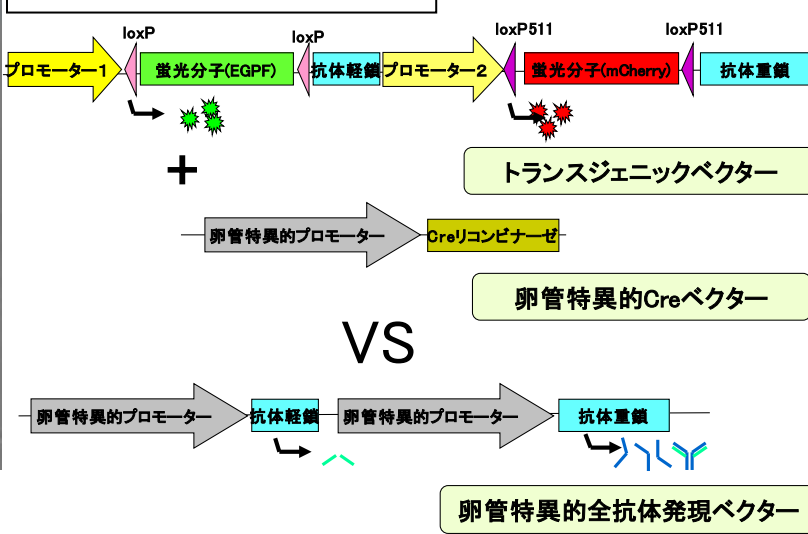 loxP
loxP
loxP511
loxP511
プロモーター1
蛍光分子(EGPF)
抗体軽鎖
プロモーター2
蛍光分子(mCherry)
抗体重鎖
+
トランスジェニックベクター
卵管特異的プロモーター
Creリコンビナーゼ
卵管特異的Creベクター
VS
卵管特異的プロモーター
抗体軽鎖
卵管特異的プロモーター
抗体重鎖
卵管特異的全抗体発現ベクター